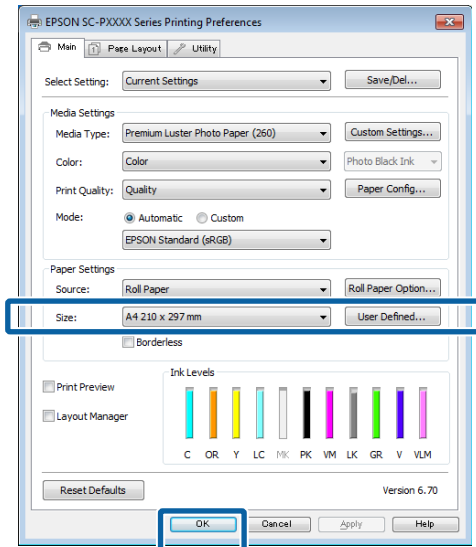 EPSON SC-PXXXX Series Printing Preferences
Main Page Layout Utility
Select Setting: Current Settings Save/Del...
Media Settings
Media Type: Premium Luster Photo Paper (260) Custom Settings...
Color: Color Photo Black Ink
Print Quality: Quality Paper Config...
Mode: Automatic Custom
EPSON Standard (sRGB)
Paper Settings
Source: Roll Paper Roll Paper Option...
Size: A4 210 x 297 mm User Defined...
Borderless
Ink Levels
Print Preview
Layout Manager
C OR Y LC MK PK VM LK GR V VLM
Reset Defaults Version 6.70
OK Cancel Apply Help